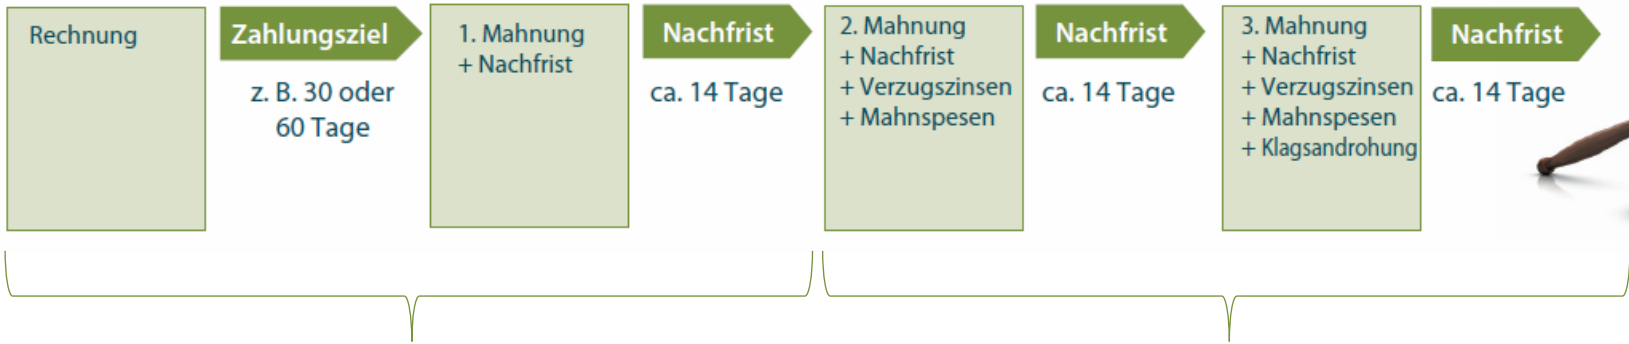 Rechnung
Zahlungsziel
z. B. 30 oder
60 Tage
1. Mahnung
+ Nachfrist
Nachfrist
ca. 14 Tage
2. Mahnung
+ Nachfrist
+ Verzugszinsen
+ Mahnspesen
Nachfrist
ca. 14 Tage
3. Mahnung
+ Nachfrist
+ Verzugszinsen
+ Mahnspesen
+ Klagsandrohung
Nachfrist
ca. 14 Tage